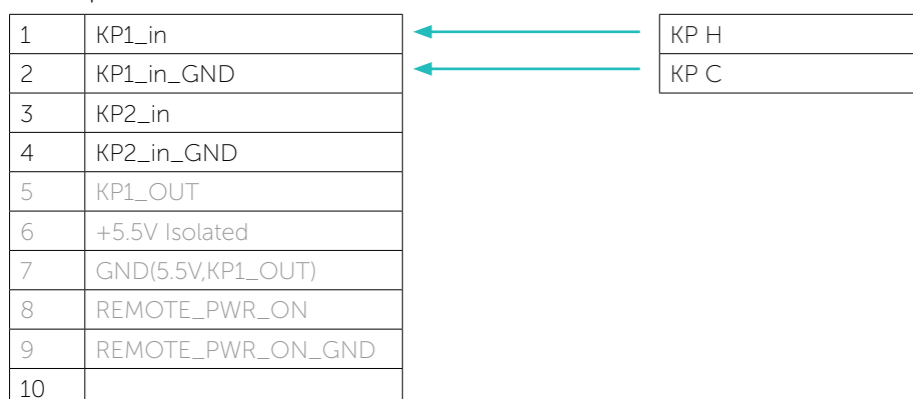 1 KP1_in KP H
2 KP1_in_GND KP C
3 KP2_in
4 KP2_in_GND
5 KP1_OUT
6 +5.5V Isolated
7 GND(5.5V,KP1_OUT)
8 REMOTE_PWR_ON
9 REMOTE_PWR_ON_GND
10